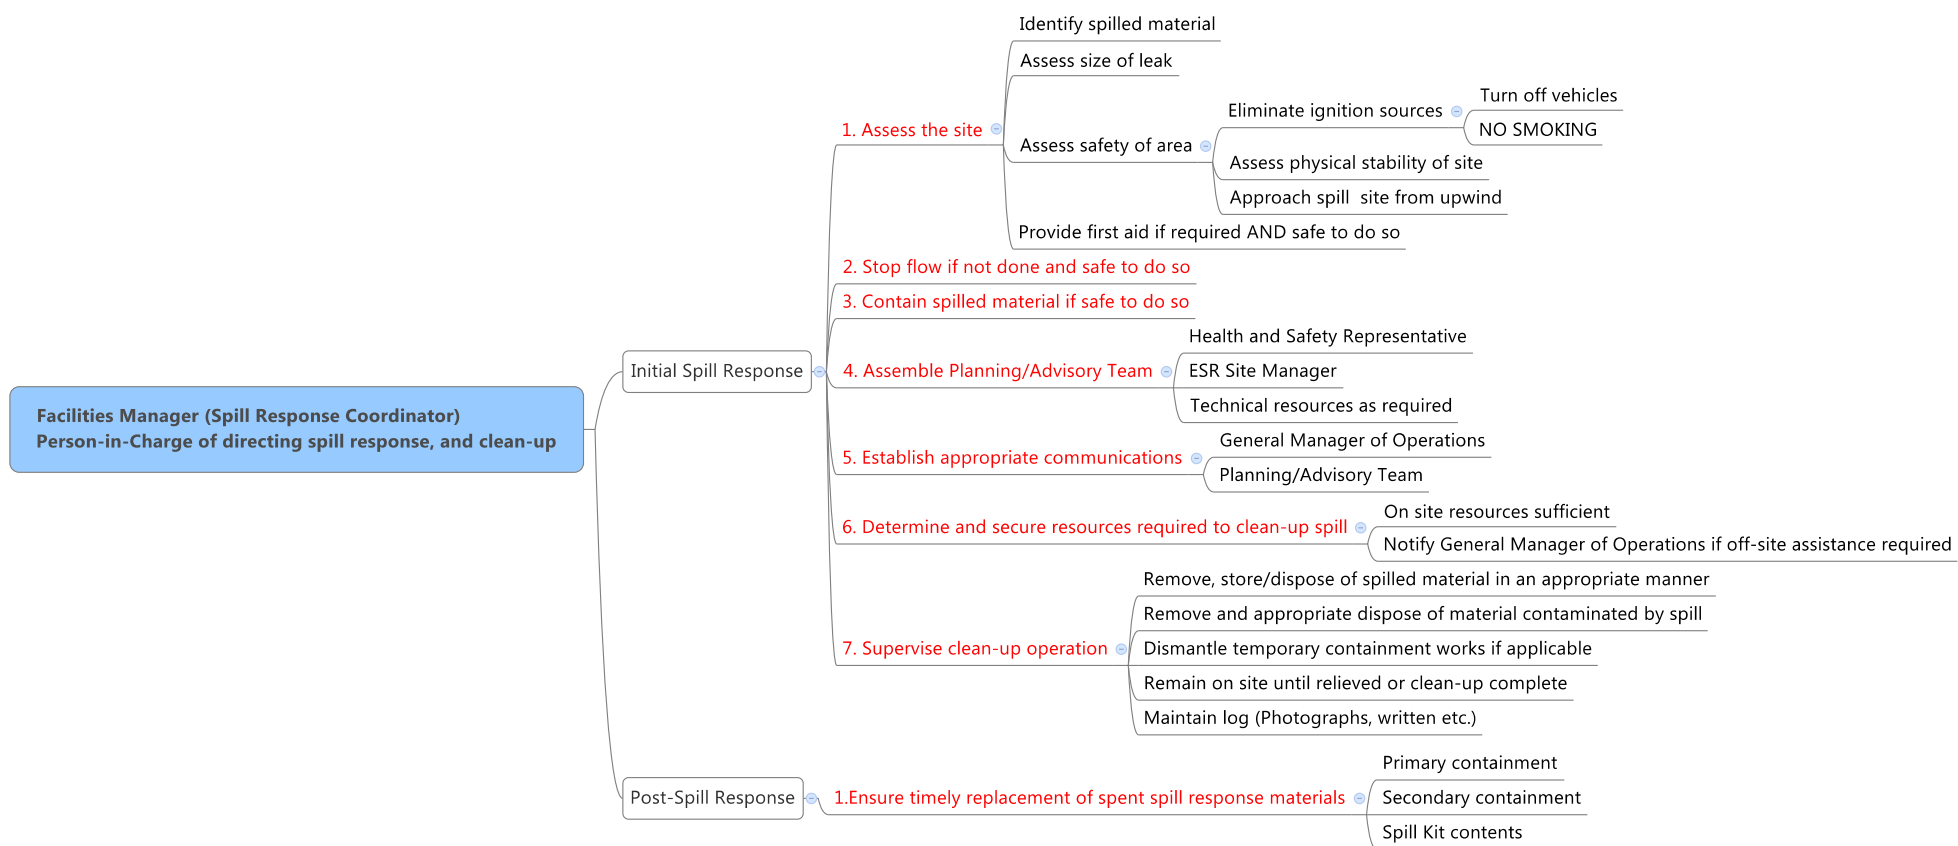 Facilities Manager (Spill Response Coordinator)
Person-in-Charge of directing spill response, and clean-up
Initial Spill Response
1. Assess the site
Identify spilled material
Assess size of leak
Assess safety of area
Eliminate ignition sources
Turn off vehicles
NO SMOKING
Assess physical stability of site
Approach spill  site from upwind
Provide first aid if required AND safe to do so
2. Stop flow if not done and safe to do so
3. Contain spilled material if safe to do so
4. Assemble Planning/Advisory Team
Health and Safety Representative
ESR Site Manager
Technical resources as required
5. Establish appropriate communications
General Manager of Operations
Planning/Advisory Team
6. Determine and secure resources required to clean-up spill
On site resources sufficient
Notify General Manager of Operations if off-site assistance required
7. Supervise clean-up operation
Remove, store/dispose of spilled material in an appropriate manner
Remove and appropriate dispose of material contaminated by spill
Dismantle temporary containment works if applicable
Remain on site until relieved or clean-up complete
Maintain log (Photographs, written etc.)
Post-Spill Response
1.Ensure timely replacement of spent spill response materials
Primary containment
Secondary containment
Spill Kit contents